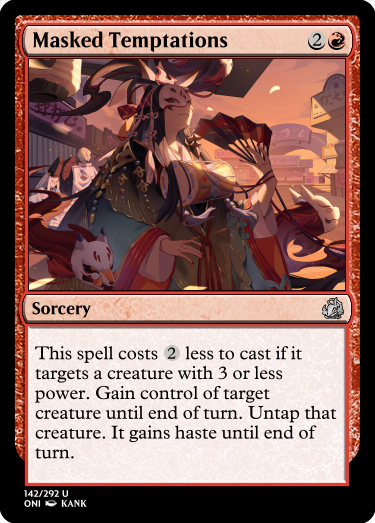 Masked Temptations 2
Sorcery
This spell costs 2 less to cast if it
targets a creature with 3 or less
power. Gain control of target
creature until end of turn. Untap that
creature. It gains haste until end of
turn.
142/292 U
ONI KANK